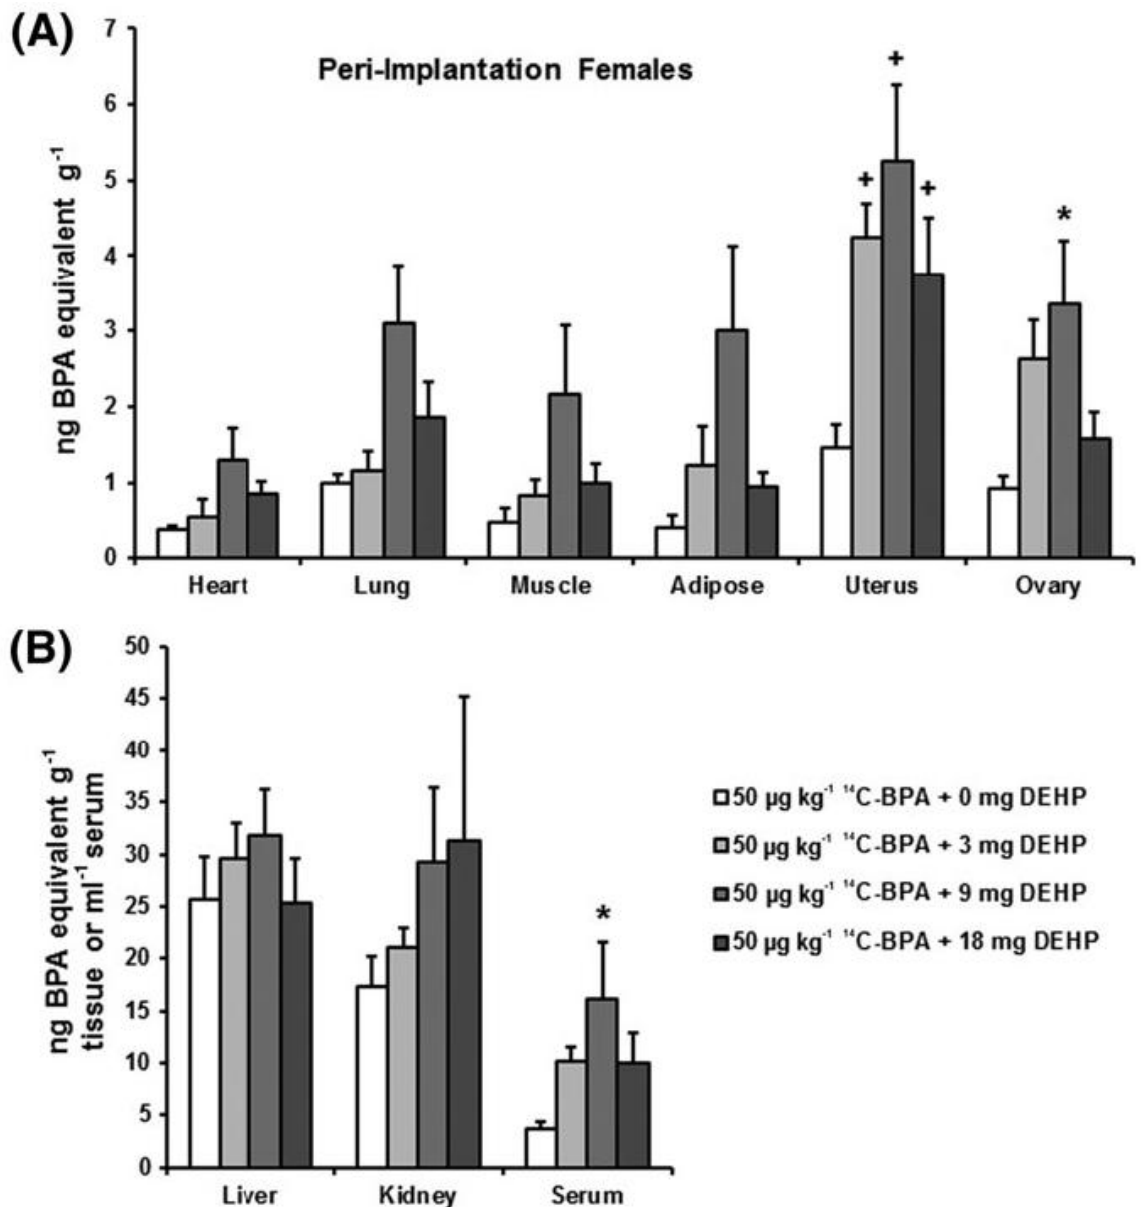 (A)
Peri-Implantation Females
ng BPA equivalent g⁻¹
7
6
5
4
3
2
1
0
+
+
+
*
Heart Lung Muscle Adipose Uterus Ovary
(B)
ng BPA equivalent g⁻¹
tissue or ml⁻¹ serum
50
45
40
35
30
25
20
15
10
5
0
*
Liver Kidney Serum
50 µg kg⁻¹ ¹⁴C-BPA + 0 mg DEHP
50 µg kg⁻¹ ¹⁴C-BPA + 3 mg DEHP
50 µg kg⁻¹ ¹⁴C-BPA + 9 mg DEHP
50 µg kg⁻¹ ¹⁴C-BPA + 18 mg DEHP